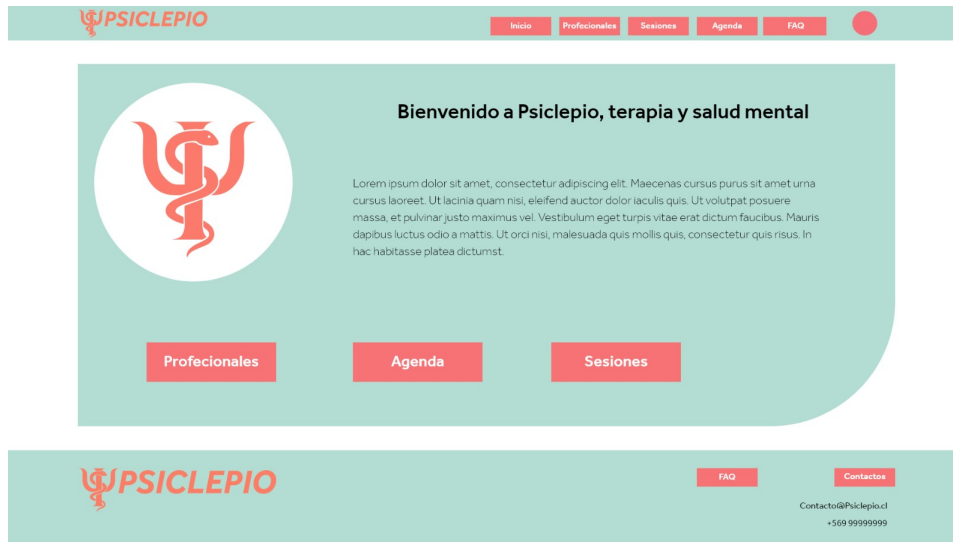 PSICLEPIO
Inicio
Profecionales
Sesiones
Agenda
FAQ
Bienvenido a Psiclepio, terapia y salud mental
Lorem ipsum dolor sit amet, consectetur adipiscing elit. Maecenas cursus purus sit amet urna
cursus laoreet. Ut lacinia quam nisi, eleifend auctor dolor iaculis quis. Ut volutpat posuere
massa, et pulvinar justo maximus vel. Vestibulum eget turpis vitae erat dictum faucibus. Mauris
dapibus luctus odio a mattis. Ut orci nisi, malesuada quis mollis quis, consectetur quis risus. In
hac habitasse platea dictumst.
Profecionales
Agenda
Sesiones
PSICLEPIO
FAQ
Contactos
Contacto@Psiclepio.cl
+569 99999999